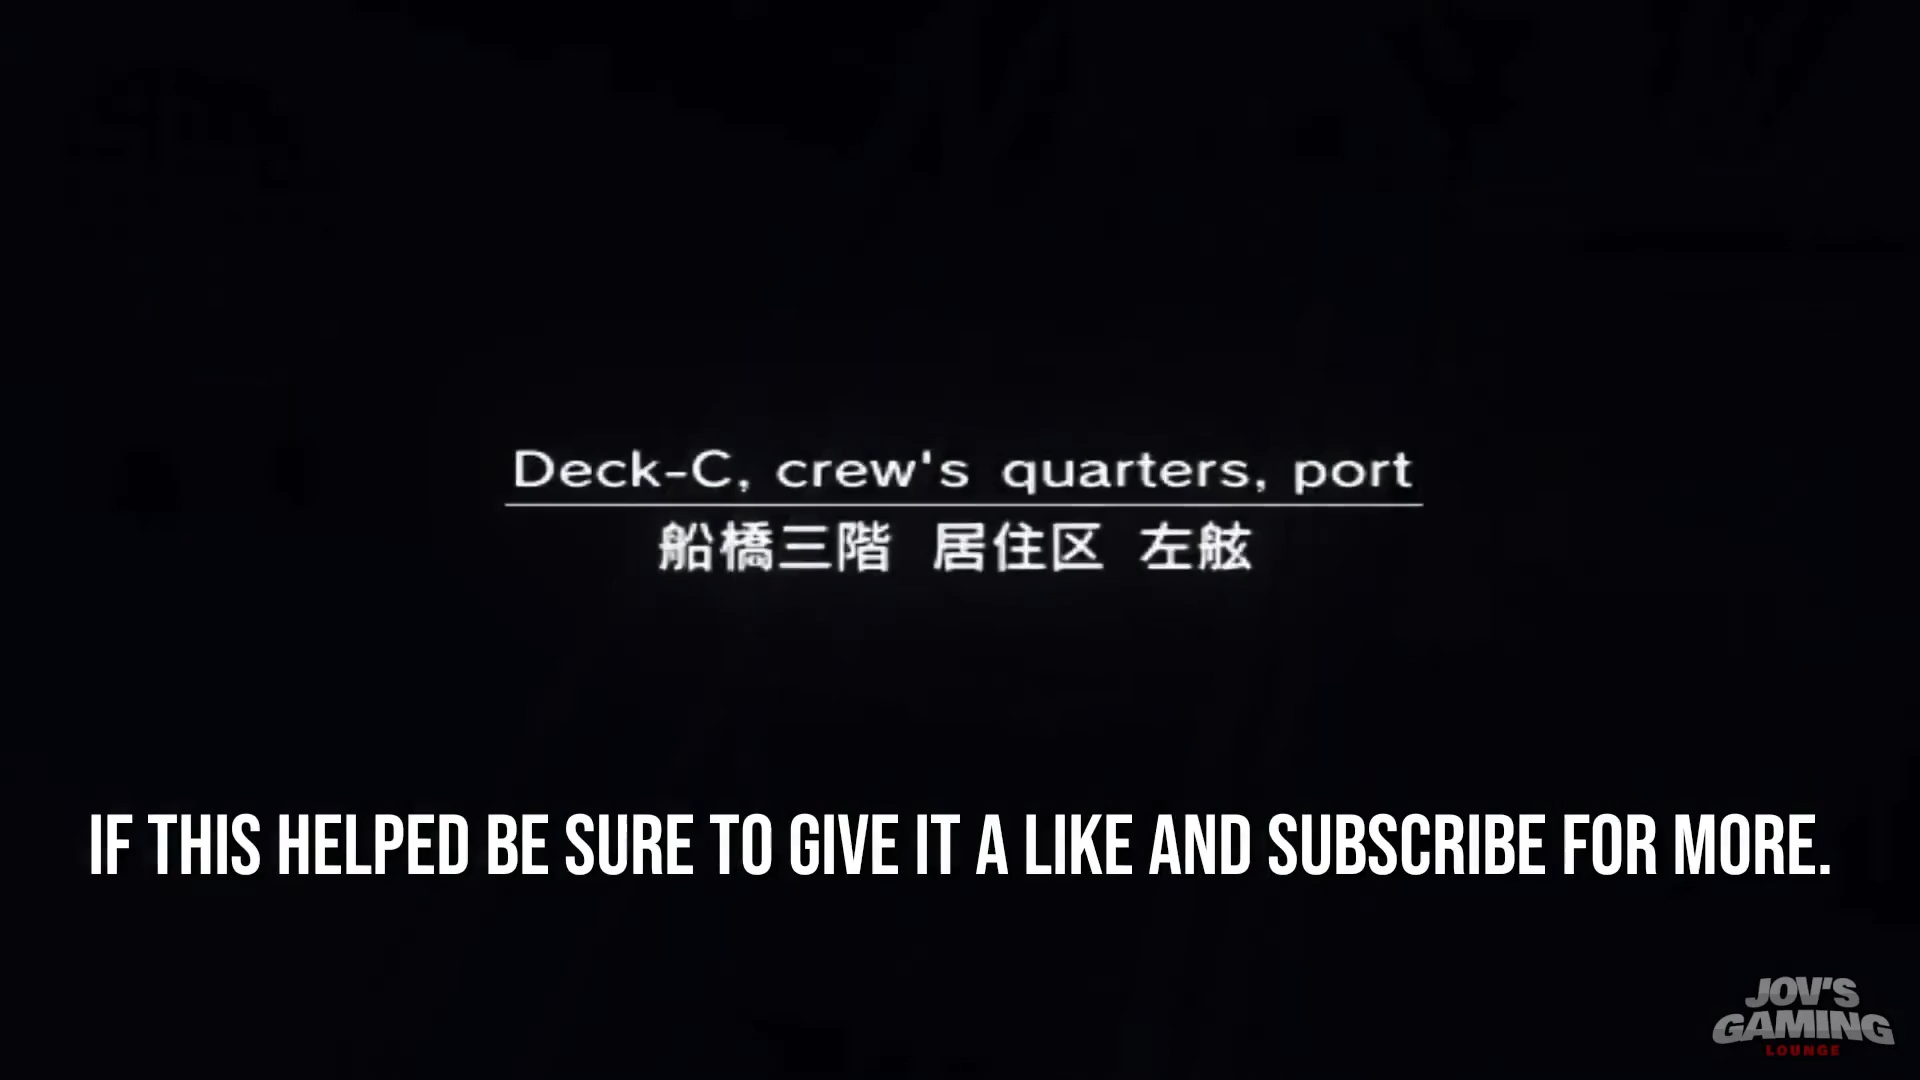 Deck-C, crew's quarters, port
船橋三階 居住区 左舷
IF THIS HELPED BE SURE TO GIVE IT A LIKE AND SUBSCRIBE FOR MORE.
JOV'S
GAMING
LOUNGE